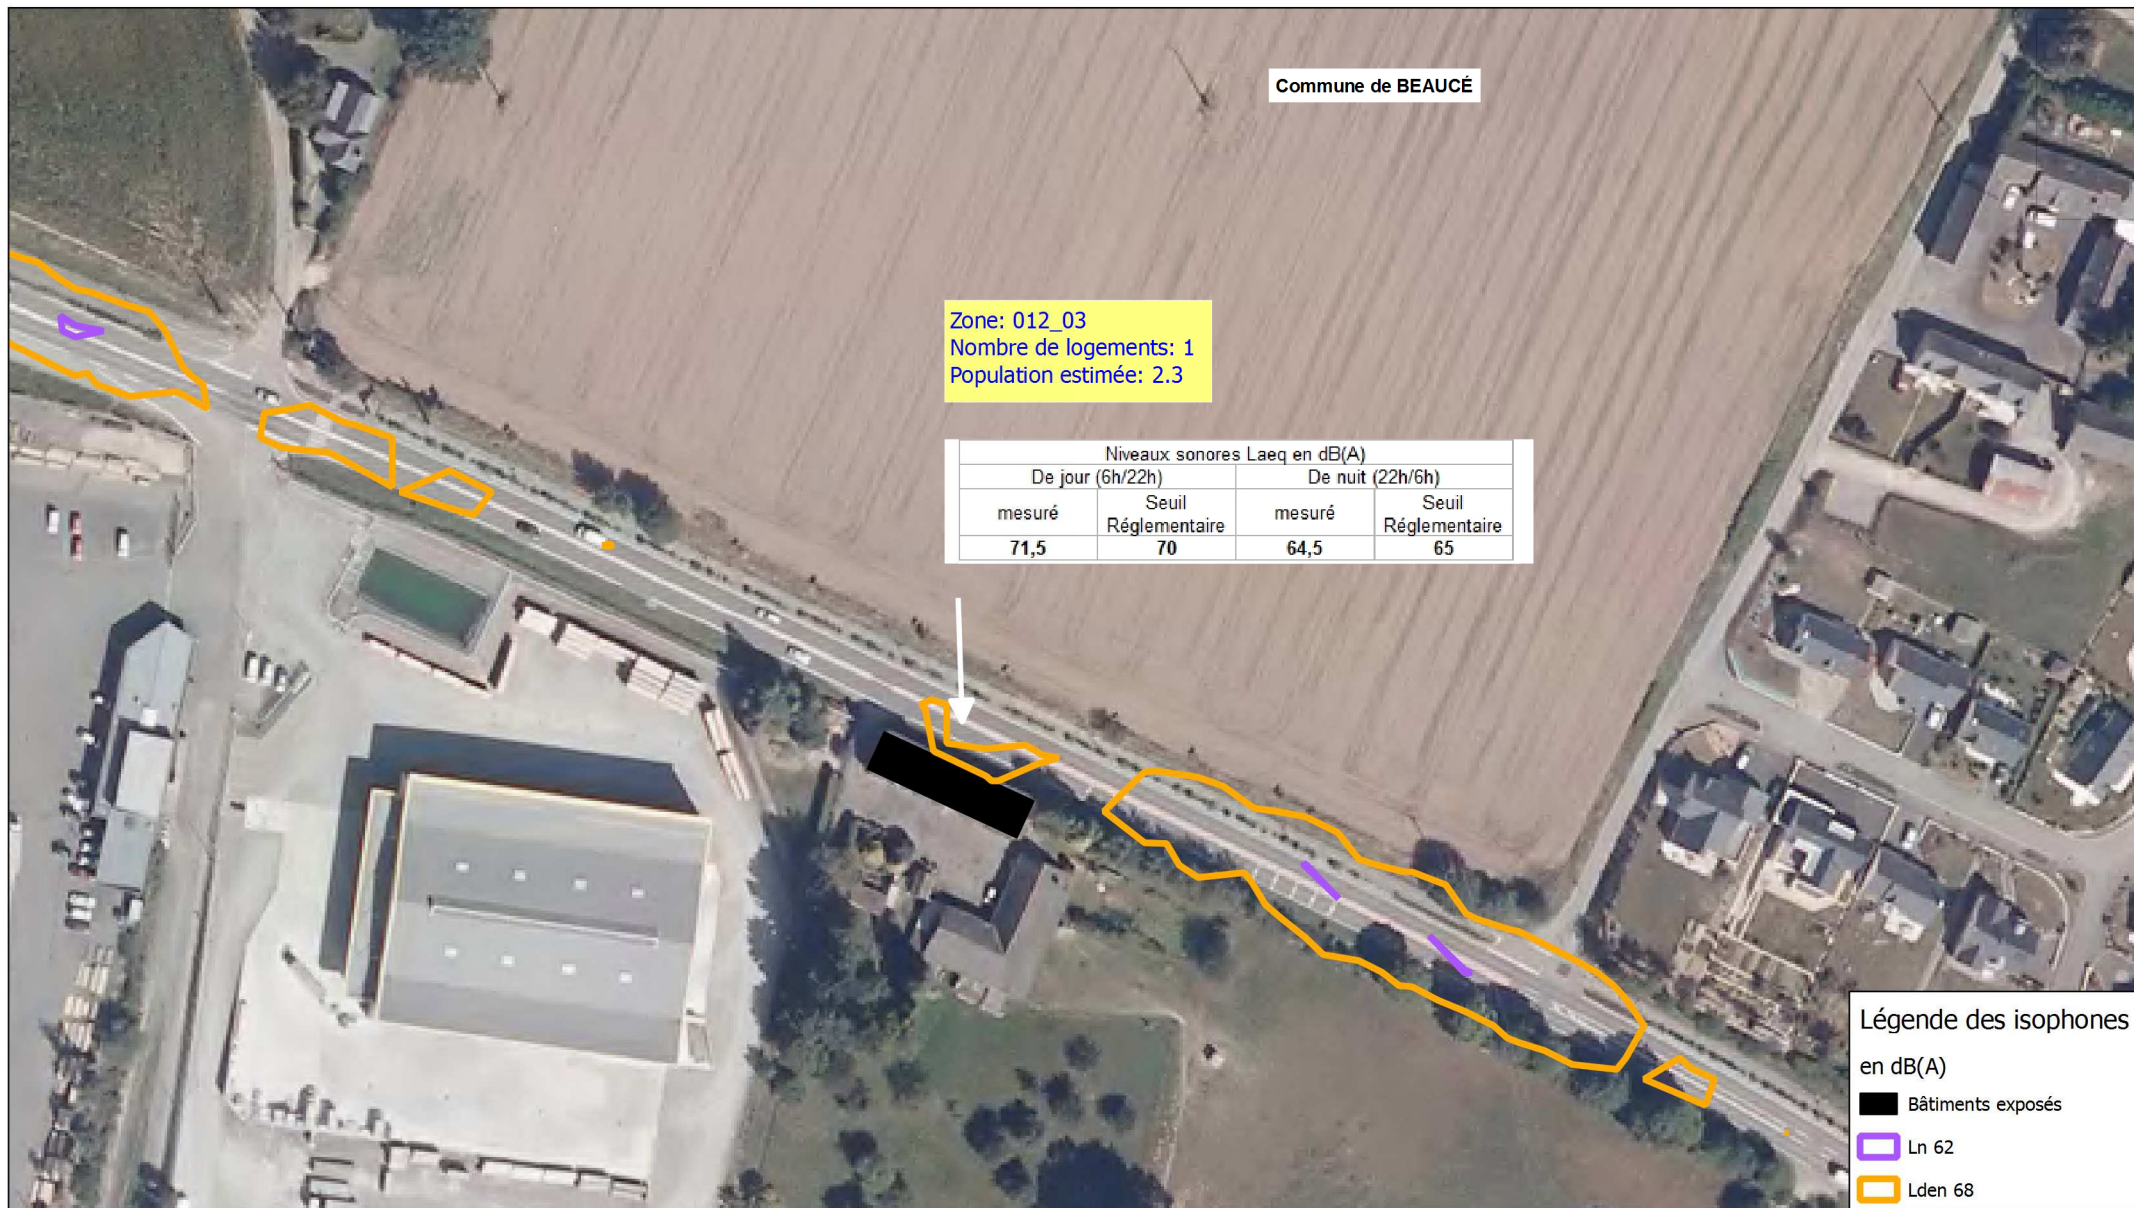 Commune de BEAUCÉ
Zone: 012_03
Nombre de logements: 1
Population estimée: 2.3
Niveaux sonores Laeq en dB(A)
De jour (6h/22h) De nuit (22h/6h)
mesuré Seuil Réglementaire mesuré Seuil Réglementaire
71,5 70 64,5 65
Légende des isophones
en dB(A)
Bâtiments exposés
Ln 62
Lden 68